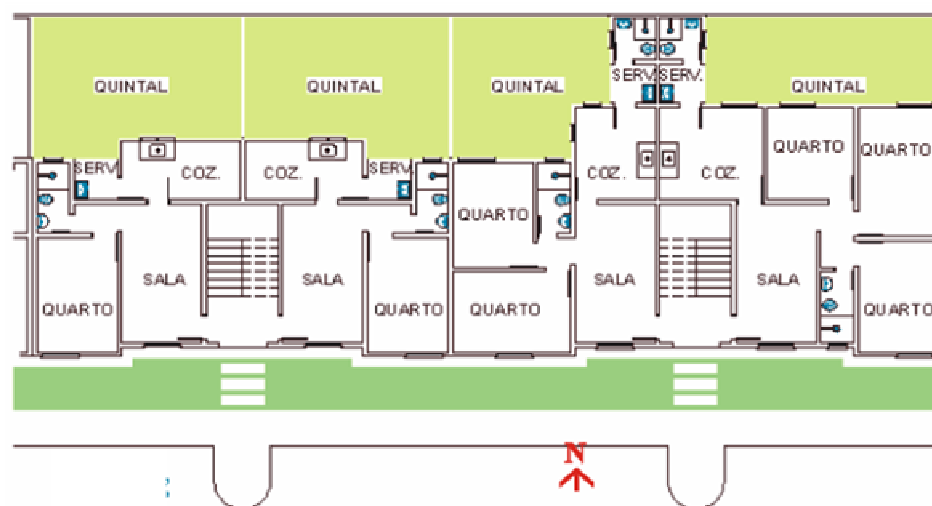 QUINTAL QUINTAL QUINTAL QUINTAL
SERV. SERV.
SERV. COZ. COZ. SERV. COZ. COZ. QUARTO QUARTO
QUARTO
SALA SALA SALA SALA
QUARTO QUARTO QUARTO QUARTO
N